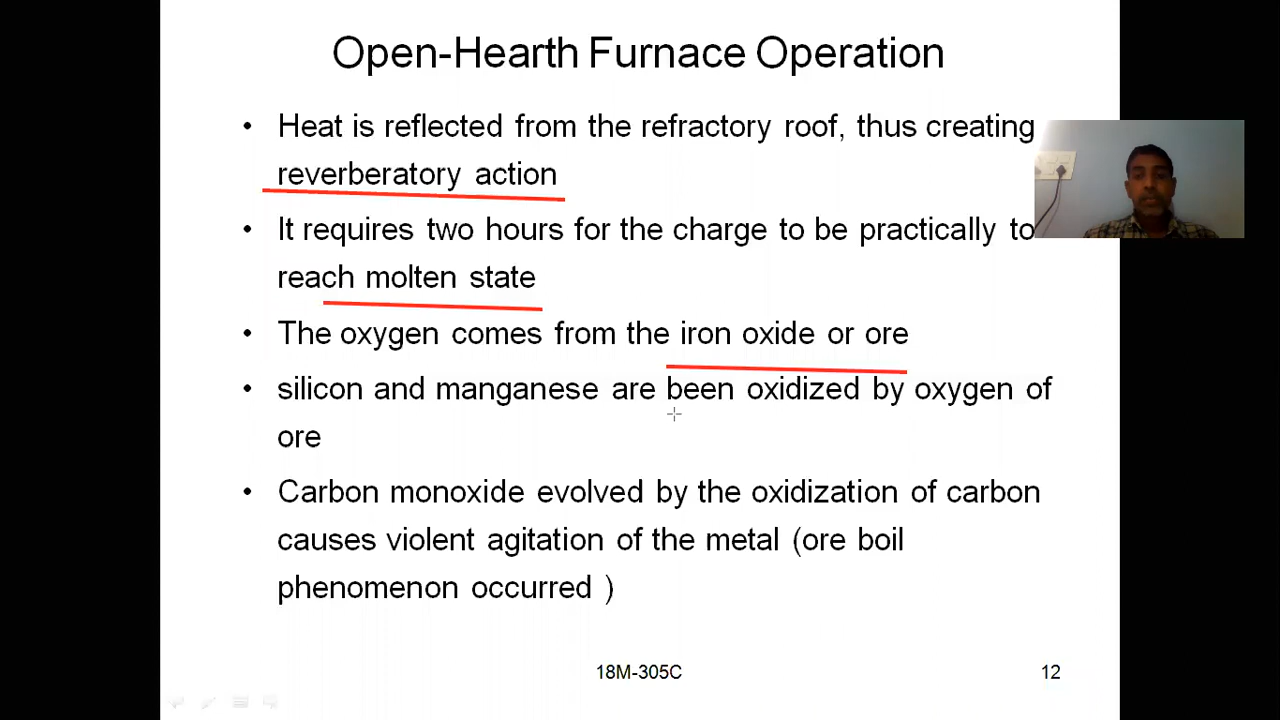 Open-Hearth Furnace Operation
• Heat is reflected from the refractory roof, thus creating
reverberatory action
• It requires two hours for the charge to be practically to
reach molten state
• The oxygen comes from the iron oxide or ore
• silicon and manganese are been oxidized by oxygen of
ore
• Carbon monoxide evolved by the oxidization of carbon
causes violent agitation of the metal (ore boil
phenomenon occurred )
18M-305C
12